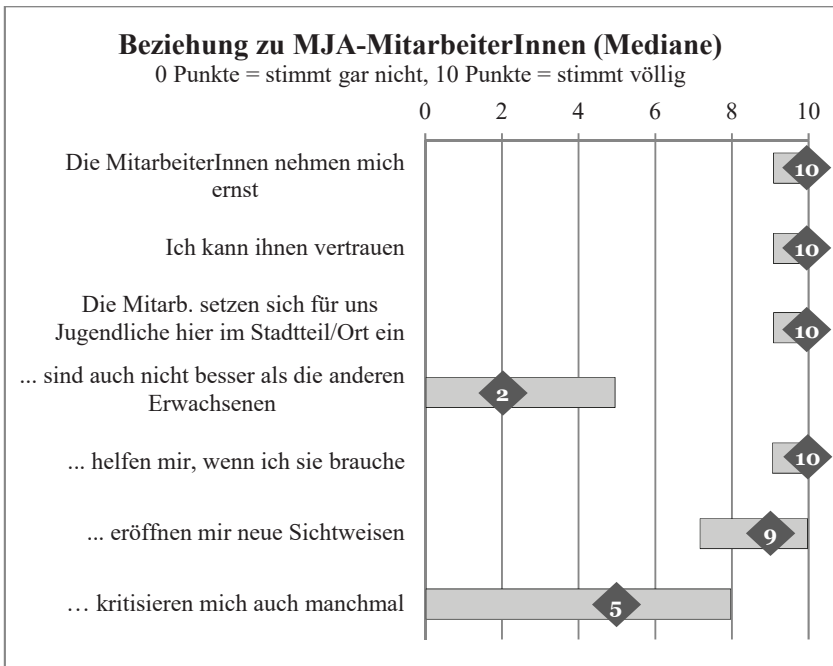 Beziehung zu MJA-MitarbeiterInnen (Mediane)
0 Punkte = stimmt gar nicht, 10 Punkte = stimmt völlig
0 2 4 6 8 10
Die MitarbeiterInnen nehmen mich
ernst
10
Ich kann ihnen vertrauen
10
Die Mitarb. setzen sich für uns
Jugendliche hier im Stadtteil/Ort ein
10
... sind auch nicht besser als die anderen
Erwachsenen
2
... helfen mir, wenn ich sie brauche
10
... eröffnen mir neue Sichtweisen
9
… kritisieren mich auch manchmal
5